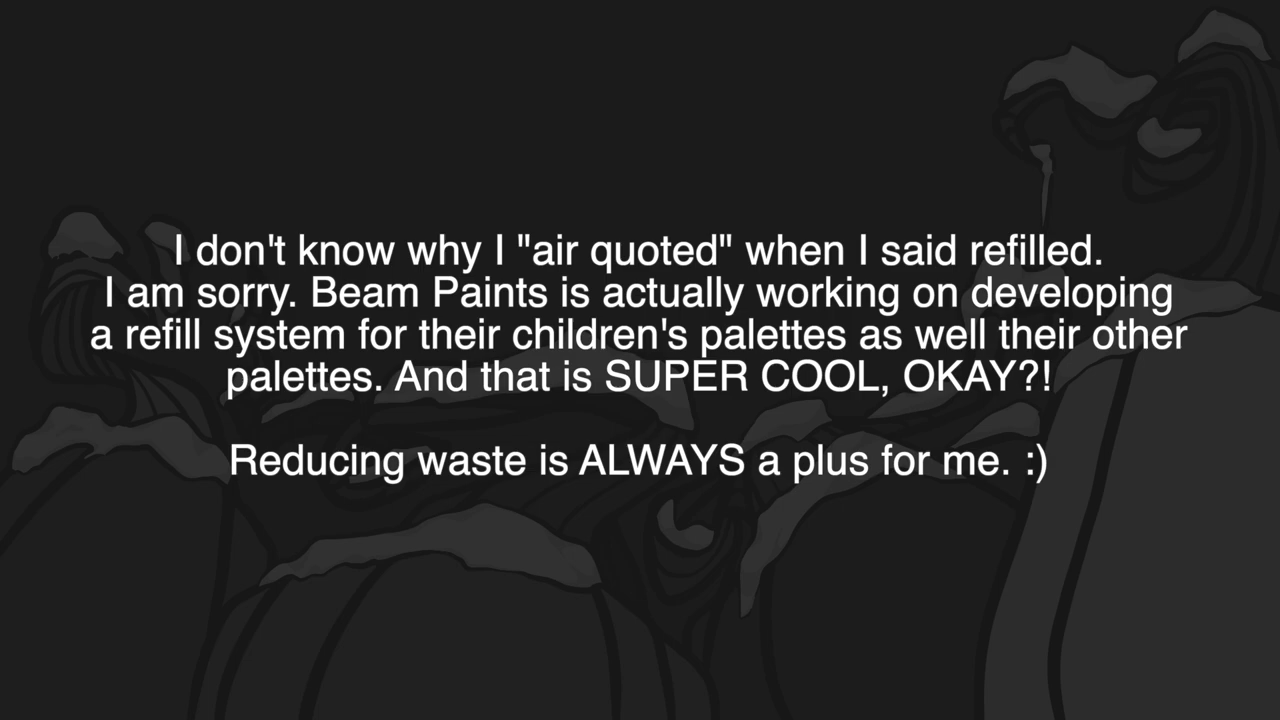 I don't know why I "air quoted" when I said refilled.
I am sorry. Beam Paints is actually working on developing
a refill system for their children's palettes as well their other
palettes. And that is SUPER COOL, OKAY?!
Reducing waste is ALWAYS a plus for me. :)